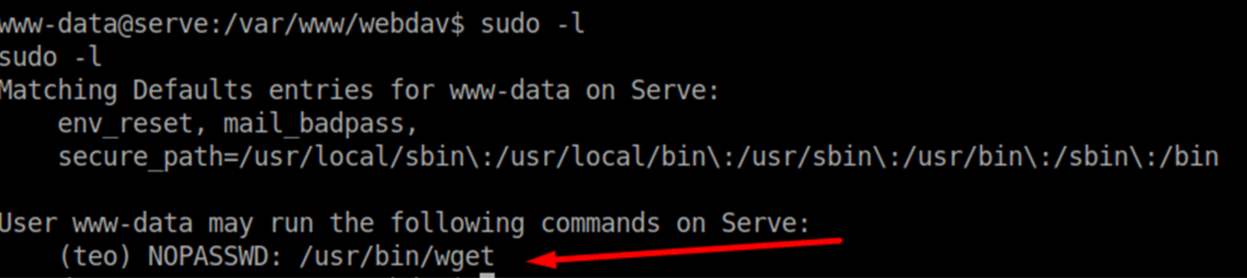 www-data@serve:/var/www/webdav$ sudo -l
sudo -l
Matching Defaults entries for www-data on Serve:
env_reset, mail_badpass,
secure_path=/usr/local/sbin\:/usr/local/bin\:/usr/sbin\:/usr/bin\:/sbin\:/bin
User www-data may run the following commands on Serve:
(teo) NOPASSWD: /usr/bin/wget